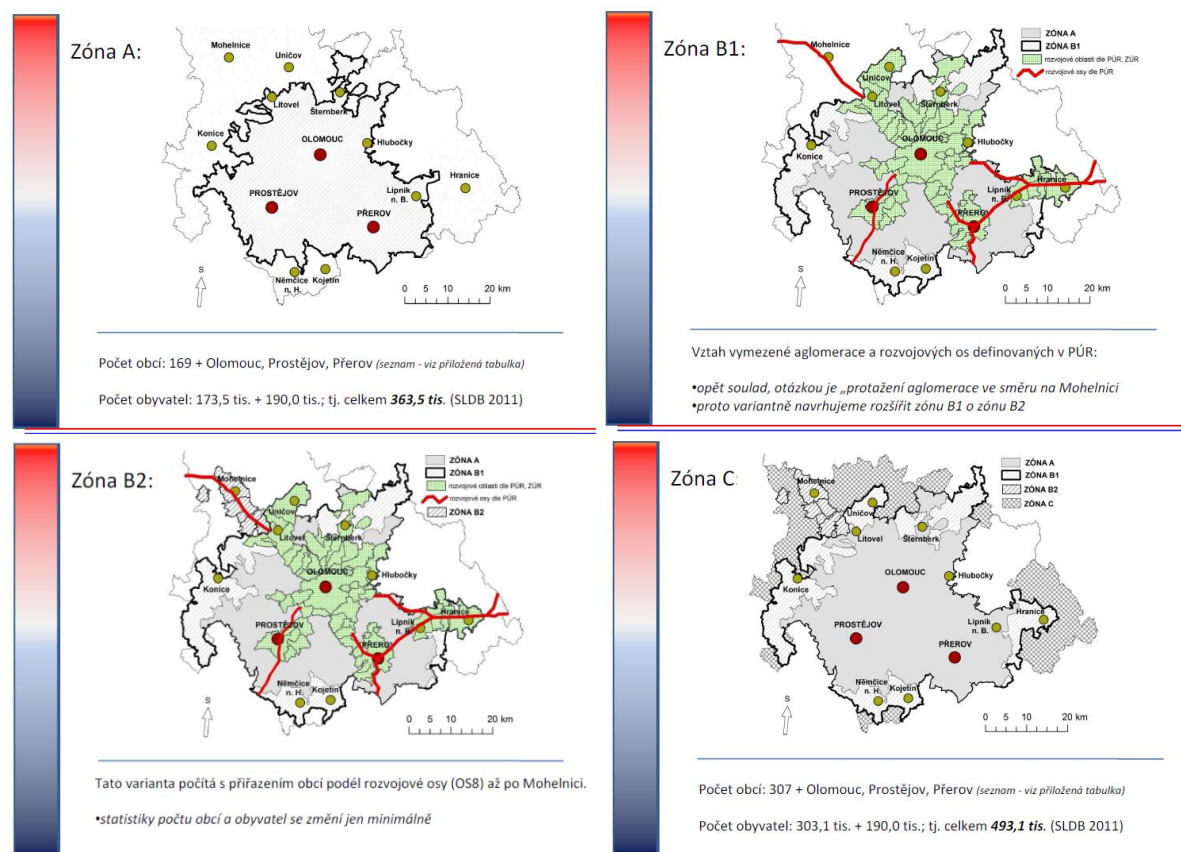 Zóna A:
Mohelnice
Uničov
Litovel
Šternberk
Konice
OLOMOUC
Hlubočky
Hranice
Lipník
n. B.
PROSTĚJOV
PŘEROV
Němčice
n. H.
Kojetín
S
0 5 10 20 km
Počet obcí: 169 + Olomouc, Prostějov, Přerov (seznam - viz přiložená tabulka)
Počet obyvatel: 173,5 tis. + 190,0 tis.; tj. celkem 363,5 tis. (SLDB 2011)
Zóna B1:
ZÓNA A
ZÓNA B1
rozvojové oblasti dle PÚR, ZÚR
rozvojové osy dle PÚR
Mohelnice
Uničov
Litovel
Šternberk
Konice
OLOMOUC
Hlubočky
Hranice
Lipník
n. B.
PROSTĚJOV
PŘEROV
Němčice
n. H.
Kojetín
S
0 5 10 20 km
Vztah vymezené aglomerace a rozvojových os definovaných v PÚR:
•opět soulad, otázkou je „protažení aglomerace ve směru na Mohelnici
•proto variantně navrhujeme rozšířit zónu B1 o zónu B2
Zóna B2:
ZÓNA A
ZÓNA B1
rozvojové oblasti dle PÚR, ZÚR
rozvojové osy dle PÚR
ZÓNA B2
Mohelnice
Uničov
Litovel
Šternberk
Konice
OLOMOUC
Hlubočky
Hranice
Lipník
n. B.
PROSTĚJOV
PŘEROV
Němčice
n. H.
Kojetín
S
0 5 10 20 km
Tato varianta počítá s přiřazením obcí podél rozvojové osy (OS8) až po Mohelnici.
•statistiky počtu obcí a obyvatel se změní jen minimálně
Zóna C
ZÓNA A
ZÓNA B1
ZÓNA B2
ZÓNA C
Mohelnice
Uničov
Litovel
Šternberk
Konice
OLOMOUC
Hlubočky
Hranice
Lipník
n. B.
PROSTĚJOV
PŘEROV
Němčice
n. H.
Kojetín
S
0 5 10 20 km
Počet obcí: 307 + Olomouc, Prostějov, Přerov (seznam - viz přiložená tabulka)
Počet obyvatel: 303,1 tis. + 190,0 tis.; tj. celkem 493,1 tis. (SLDB 2011)